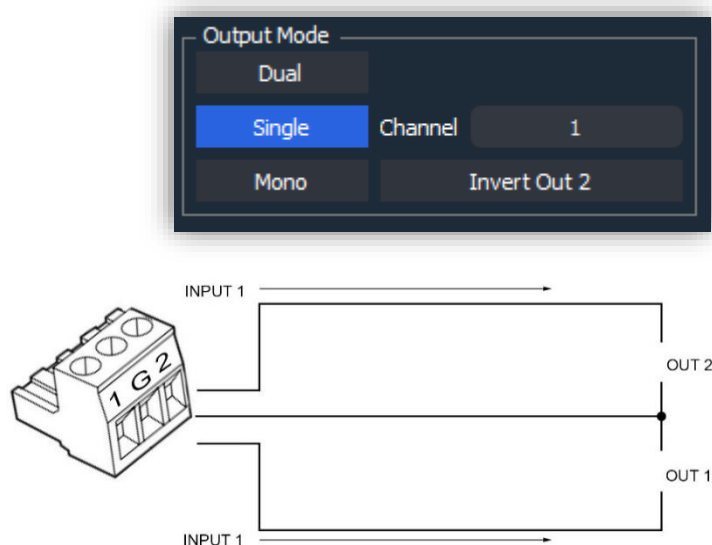 Output Mode
Dual
Single Channel 1
Mono Invert Out 2
INPUT 1
1 G 2
OUT 2
OUT 1
INPUT 1